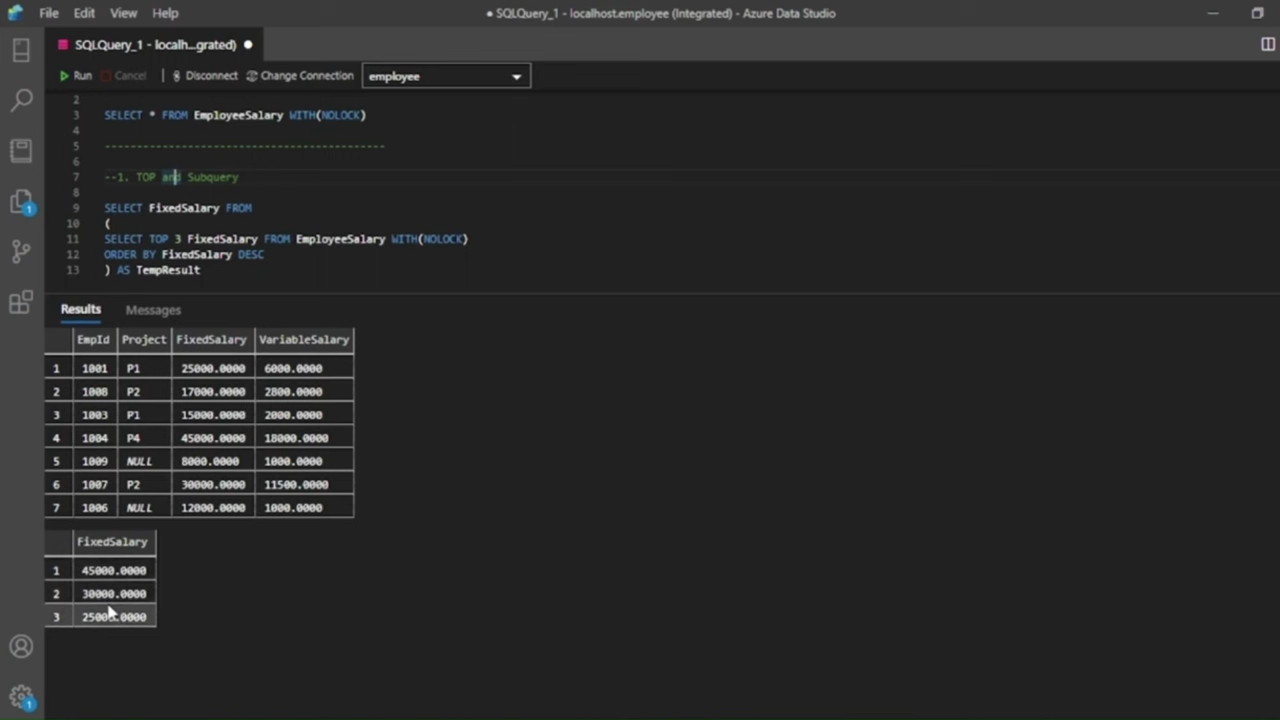 File Edit View Help
● SQLQuery_1 - localhost.employee (Integrated) - Azure Data Studio
SQLQuery_1 - localh...grated) ●
Run Cancel Disconnect Change Connection employee
2
3 SELECT * FROM EmployeeSalary WITH(NOLOCK)
4
5 --------------------------------------------
6
7 --1. TOP and Subquery
8
9 SELECT FixedSalary FROM
10 (
11 SELECT TOP 3 FixedSalary FROM EmployeeSalary WITH(NOLOCK)
12 ORDER BY FixedSalary DESC
13 ) AS TempResult
Results Messages
EmpId Project FixedSalary VariableSalary
1 1001 P1 25000.0000 6000.0000
2 1008 P2 17000.0000 2800.0000
3 1003 P1 15000.0000 2000.0000
4 1004 P4 45000.0000 18000.0000
5 1009 NULL 8000.0000 1000.0000
6 1007 P2 30000.0000 11500.0000
7 1006 NULL 12000.0000 1000.0000
FixedSalary
1 45000.0000
2 30000.0000
3 25000.0000
1
1